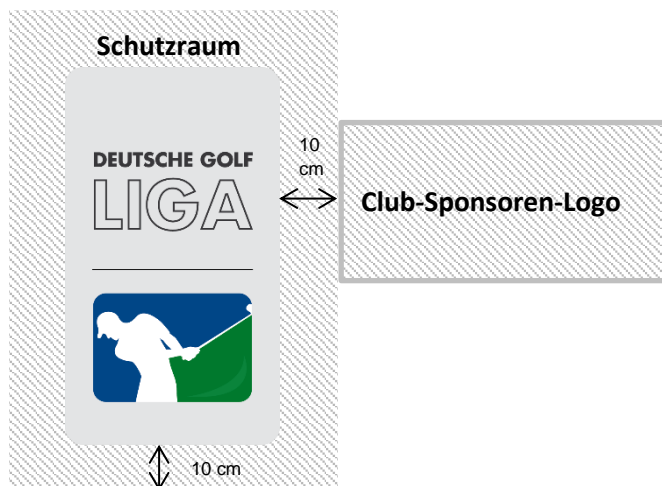 Schutzraum
DEUTSCHE GOLF
LIGA
10
cm
Club-Sponsoren-Logo
10 cm